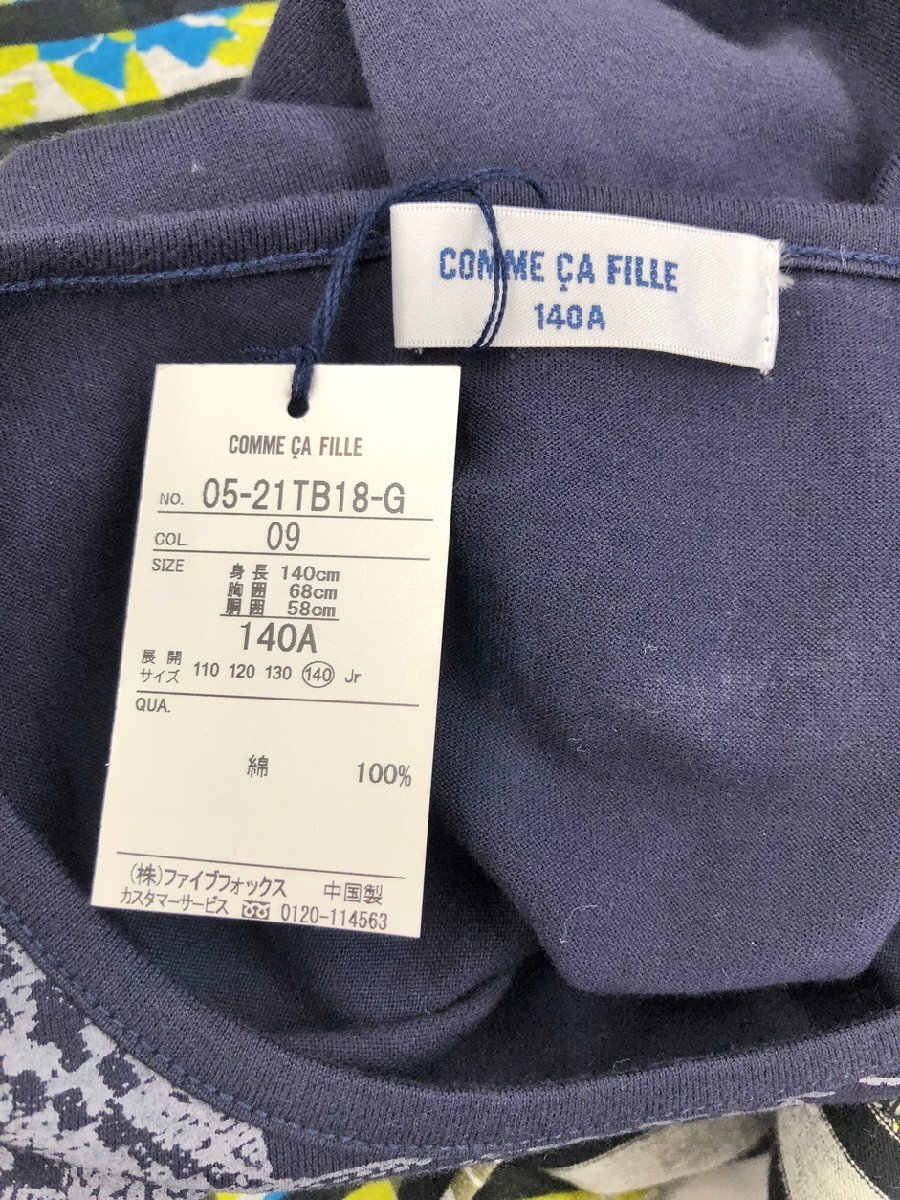 COMME ÇA FILLE
140A
COMME ÇA FILLE
NO. 05-21TB18-G
COL. 09
SIZE
身長 140cm
胸囲 68cm
胴囲 58cm
140A
展開
サイズ 110 120 130 140 Jr
QUA.
綿 100%
(株)ファイブフォックス 中国製
カスタマーサービス 0120-114563